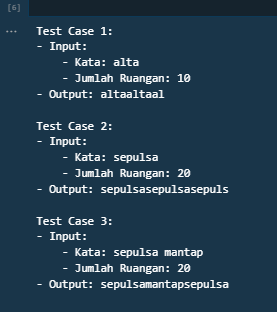 [6]
...
Test Case 1:
- Input:
    - Kata: alta
    - Jumlah Ruangan: 10
- Output: altaaltaal

Test Case 2:
- Input:
    - Kata: sepulsa
    - Jumlah Ruangan: 20
- Output: sepulsasepulsasepuls

Test Case 3:
- Input:
    - Kata: sepulsa mantap
    - Jumlah Ruangan: 20
- Output: sepulsamantapsepulsa